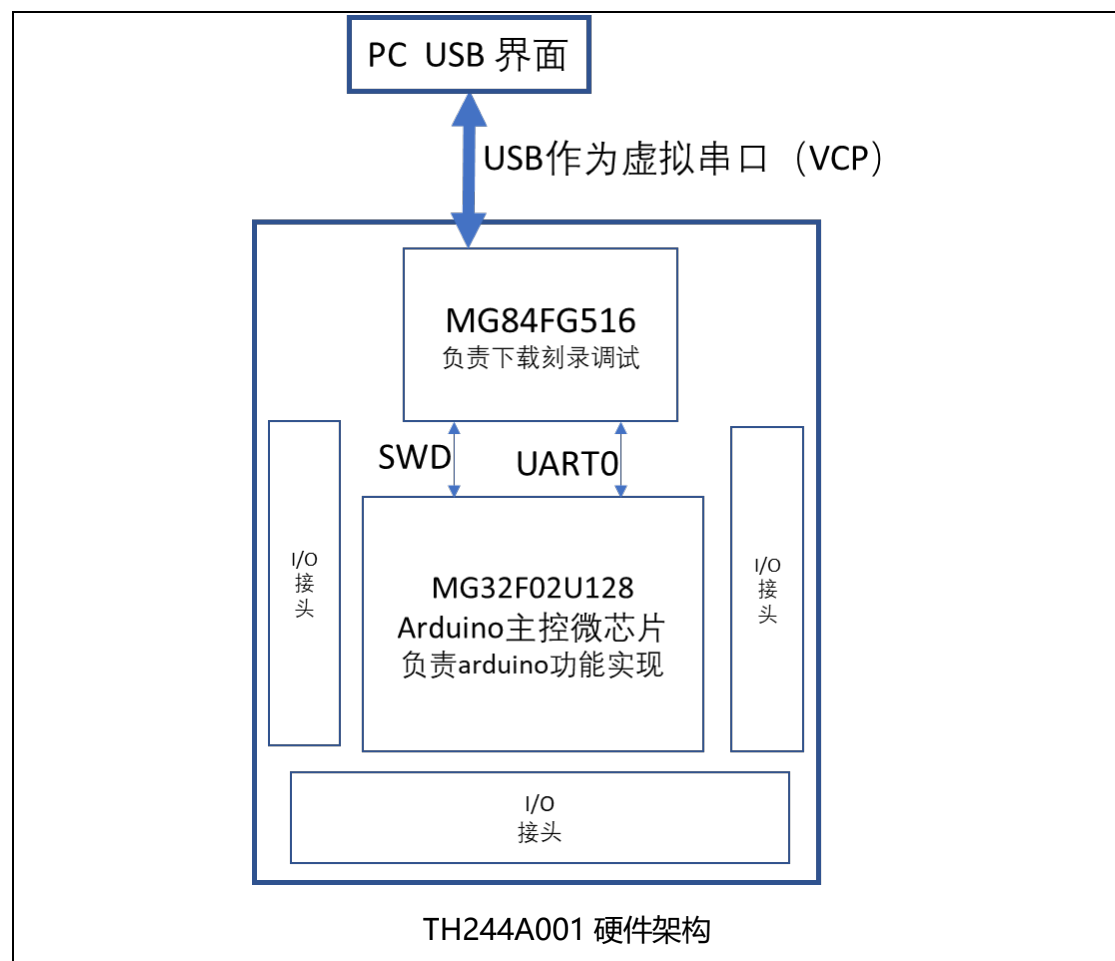 PC USB 界面
USB作为虚拟串口（VCP）
MG84FG516
负责下载刻录调试
SWD
UART0
I/O
接
头
MG32F02U128
Arduino主控微芯片
负责arduino功能实现
I/O
接
头
I/O
接头
TH244A001 硬件架构